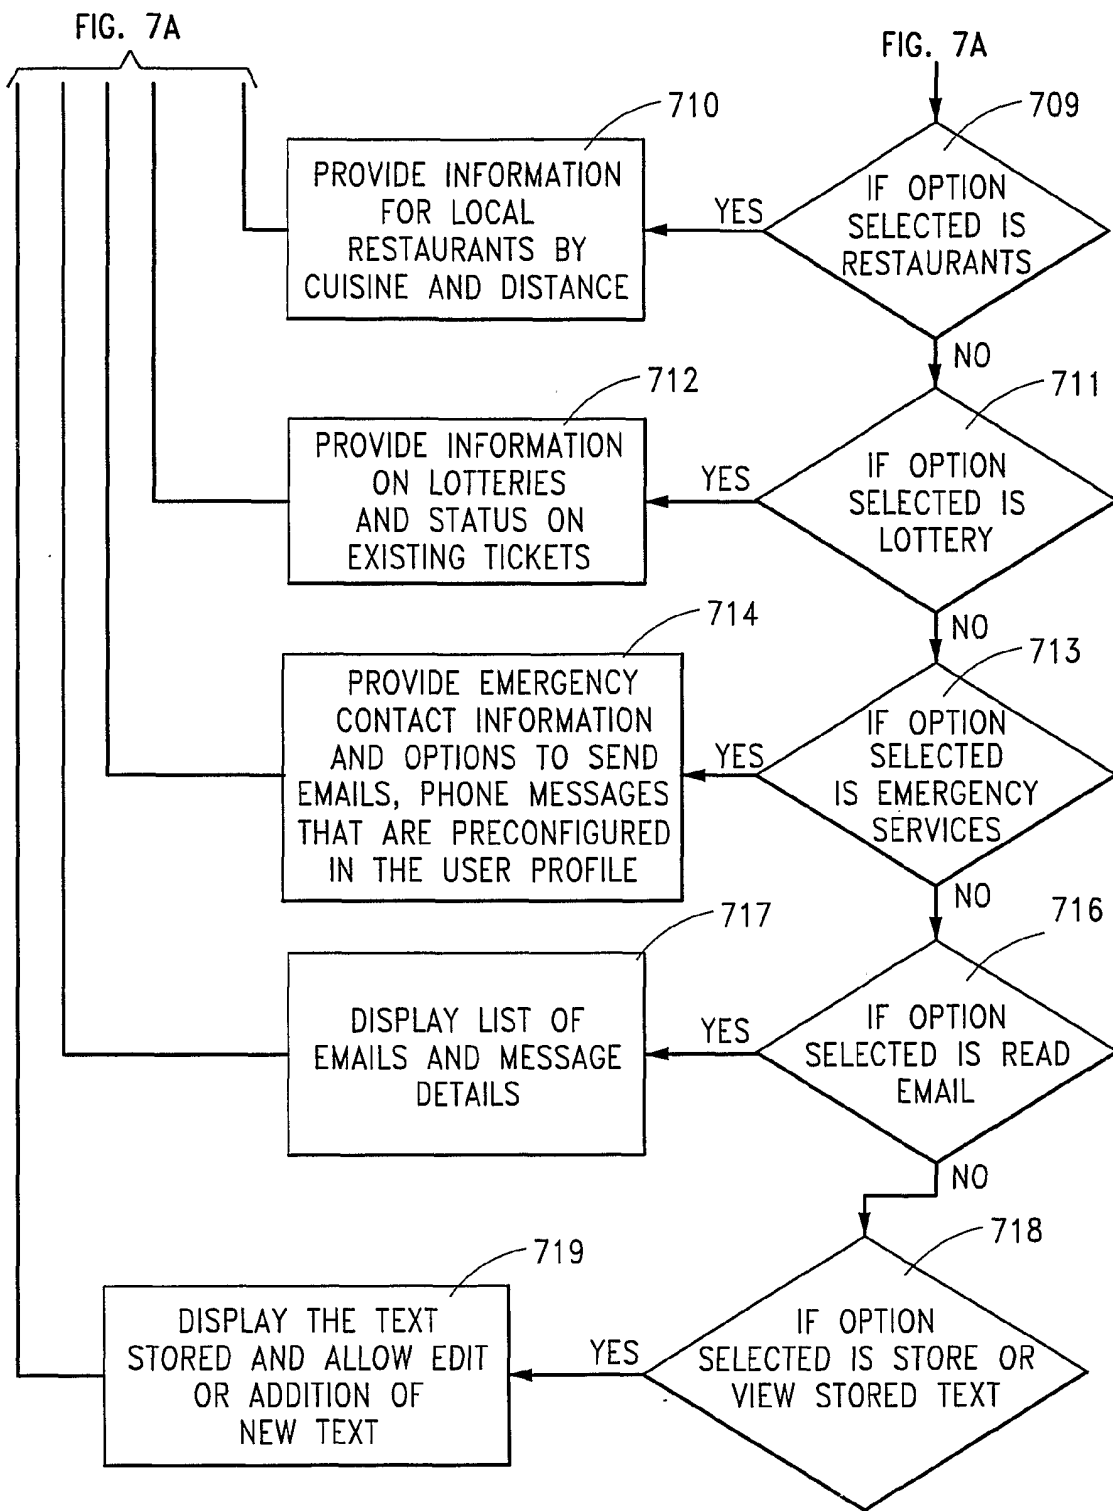 FIG. 7A
FIG. 7A
710
709
PROVIDE INFORMATION
FOR LOCAL
RESTAURANTS BY
CUISINE AND DISTANCE
YES
IF OPTION
SELECTED IS
RESTAURANTS
NO
712
711
PROVIDE INFORMATION
ON LOTTERIES
AND STATUS ON
EXISTING TICKETS
YES
IF OPTION
SELECTED IS
LOTTERY
NO
714
713
PROVIDE EMERGENCY
CONTACT INFORMATION
AND OPTIONS TO SEND
EMAILS, PHONE MESSAGES
THAT ARE PRECONFIGURED
IN THE USER PROFILE
YES
IF OPTION
SELECTED
IS EMERGENCY
SERVICES
NO
717
716
DISPLAY LIST OF
EMAILS AND MESSAGE
DETAILS
YES
IF OPTION
SELECTED IS READ
EMAIL
NO
719
718
DISPLAY THE TEXT
STORED AND ALLOW EDIT
OR ADDITION OF
NEW TEXT
YES
IF OPTION
SELECTED IS STORE OR
VIEW STORED TEXT